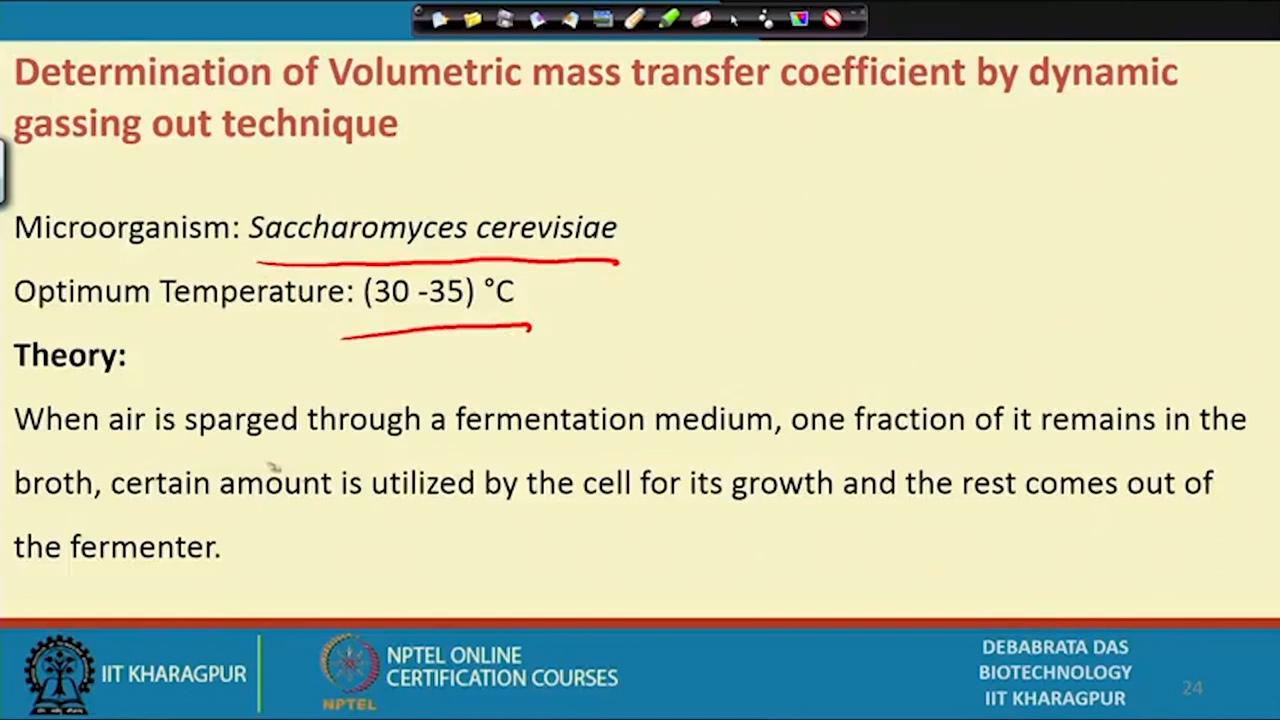 Determination of Volumetric mass transfer coefficient by dynamic
gassing out technique
Microorganism: Saccharomyces cerevisiae
Optimum Temperature: (30 -35) °C
Theory:
When air is sparged through a fermentation medium, one fraction of it remains in the
broth, certain amount is utilized by the cell for its growth and the rest comes out of
the fermenter.
IIT KHARAGPUR
NPTEL
NPTEL ONLINE
CERTIFICATION COURSES
DEBABRATA DAS
BIOTECHNOLOGY
IIT KHARAGPUR
24